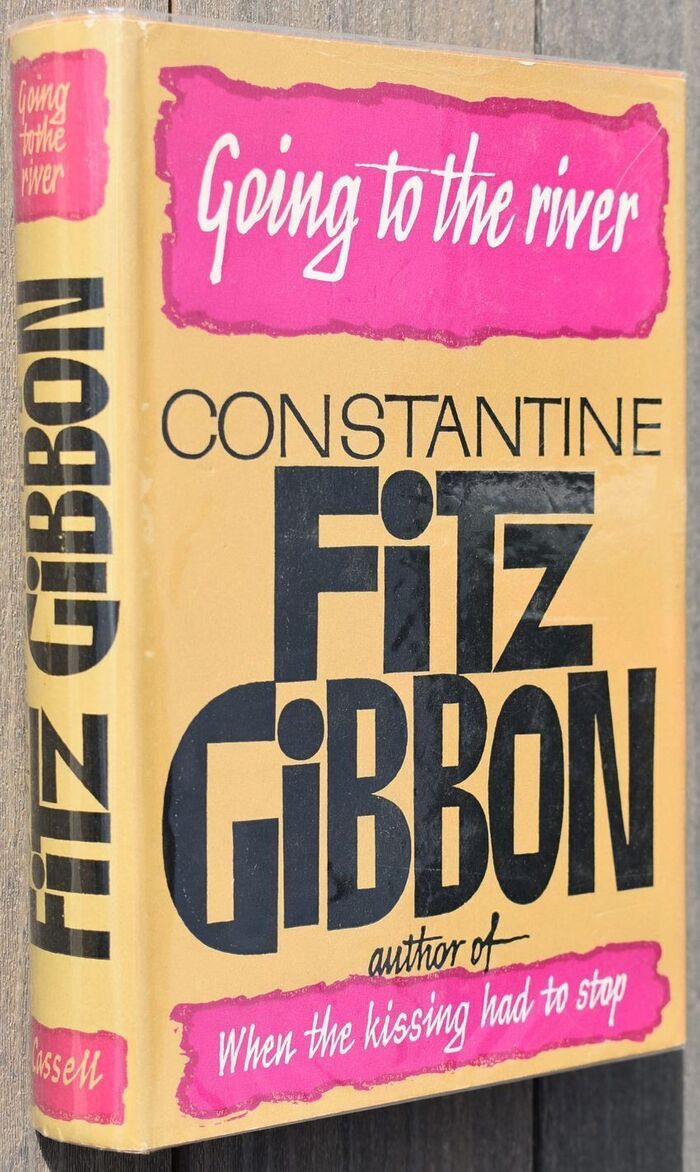 Going
to the
river
FiTZ GiBBON
Cassell
Going to the river
CONSTANTINE
FiTZ
GiBBON
author of
When the kissing had to stop